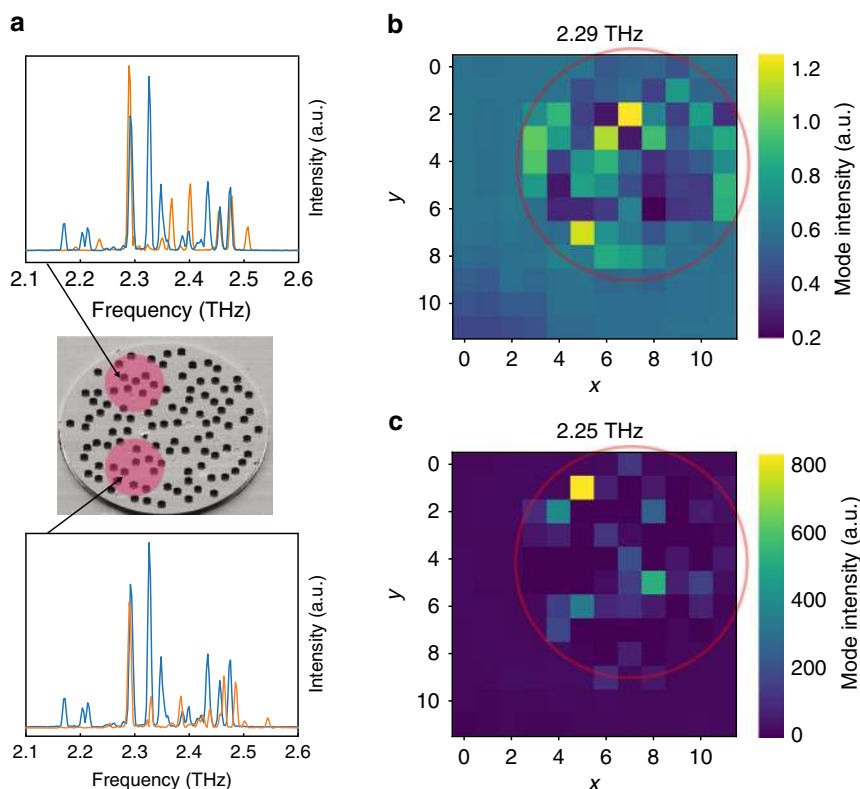 a
Intensity (a.u.)
2.1 2.2 2.3 2.4 2.5 2.6
Frequency (THz)
Intensity (a.u.)
2.1 2.2 2.3 2.4 2.5 2.6
Frequency (THz)
b
2.29 THz
0
2
4
6
8
10
y
0 2 4 6 8 10
x
1.2
1.0
0.8
0.6
0.4
0.2
Mode intensity (a.u.)
c
2.25 THz
0
2
4
6
8
10
y
0 2 4 6 8 10
x
800
600
400
200
0
Mode intensity (a.u.)